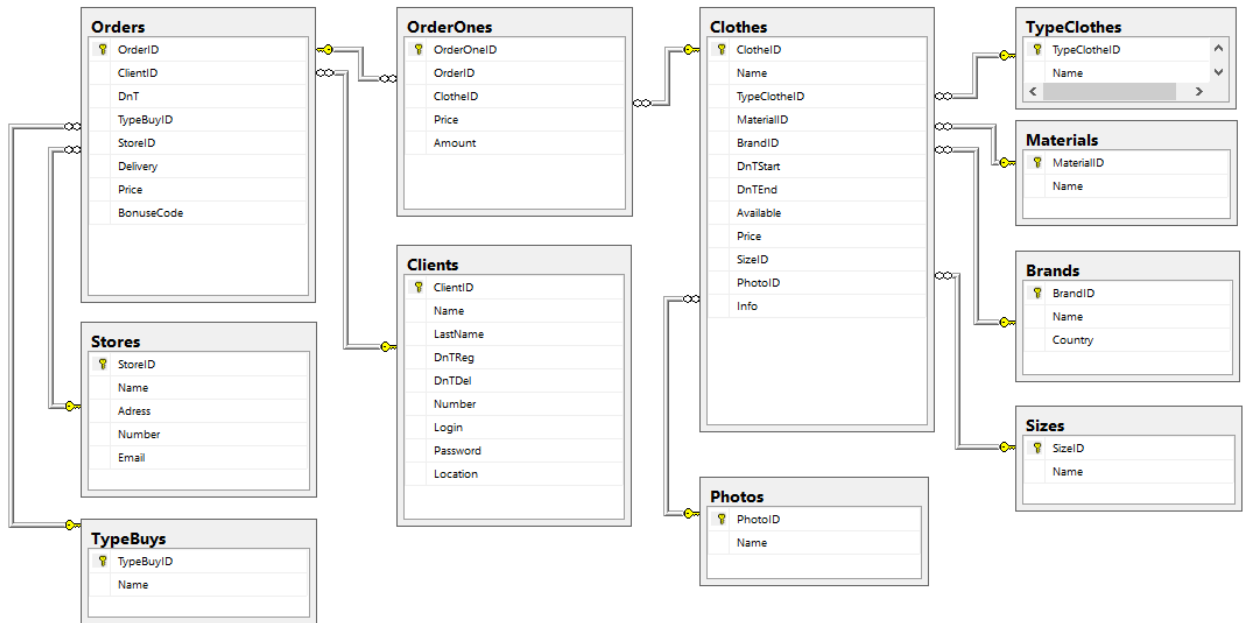 Orders
OrderID
ClientID
DnT
TypeBuyID
StoreID
Delivery
Price
BonuseCode
Stores
StoreID
Name
Adress
Number
Email
TypeBuys
TypeBuyID
Name
OrderOnes
OrderOneID
OrderID
ClotheID
Price
Amount
Clients
ClientID
Name
LastName
DnTReg
DnTDel
Number
Login
Password
Location
Clothes
ClotheID
Name
TypeClotheID
MaterialID
BrandID
DnTStart
DnTEnd
Available
Price
SizeID
PhotoID
Info
Photos
PhotoID
Name
TypeClothes
TypeClotheID
Name
Materials
MaterialID
Name
Brands
BrandID
Name
Country
Sizes
SizeID
Name